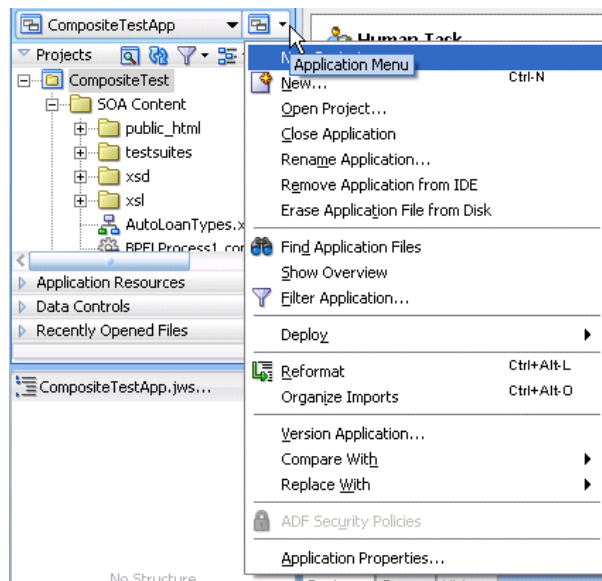 CompositeTestApp
Human Task
Projects
Application Menu
CompositeTest
New... Ctrl-N
SOA Content
Open Project...
public_html
Close Application
testsuites
Rename Application...
xsd
Remove Application from IDE
xsl
Erase Application File from Disk
AutoLoanTypes.x
BPELProcess1.com
Find Application Files
Show Overview
Application Resources
Filter Application...
Data Controls
Recently Opened Files
Deploy
Reformat Ctrl+Alt-L
CompositeTestApp.jws...
Organize Imports Ctrl+Alt-O
Version Application...
Compare With
Replace With
ADF Security Policies
Application Properties...
No Structure